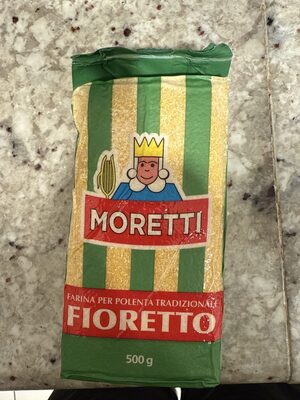 MORETTI
FARINA PER POLENTA TRADIZIONALE
FIORETTO
500 g